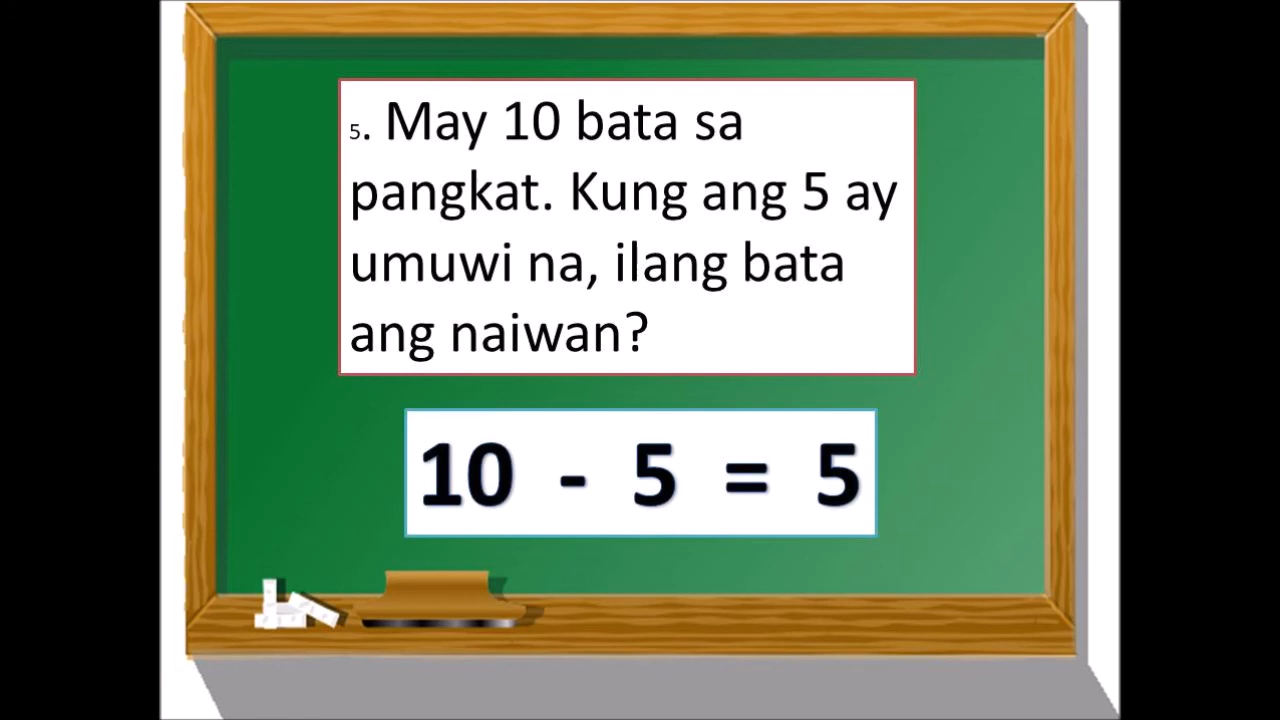 5. May 10 bata sa
pangkat. Kung ang 5 ay
umuwi na, ilang bata
ang naiwan?
10 - 5 = 5